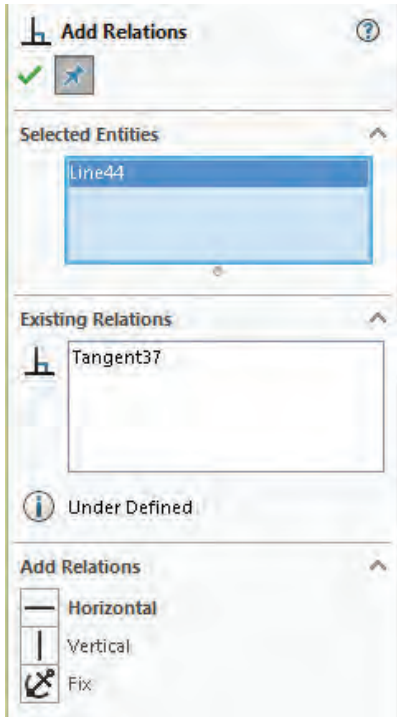 Add Relations
Selected Entities
Line44
Existing Relations
Tangent37
Under Defined
Add Relations
Horizontal
Vertical
Fix